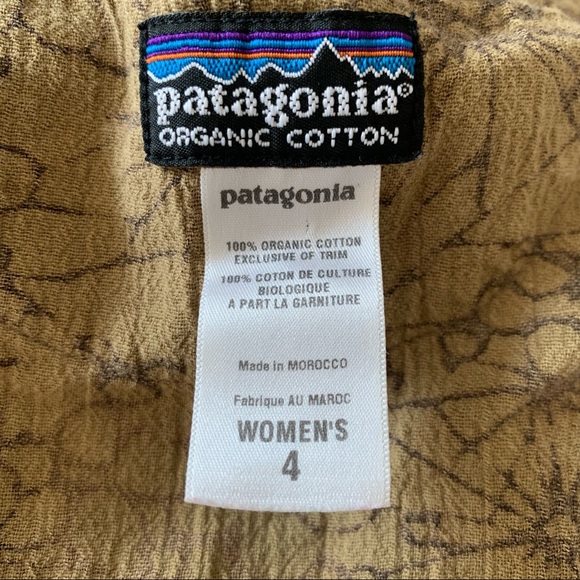 patagonia®
ORGANIC COTTON
patagonia
100% ORGANIC COTTON
EXCLUSIVE OF TRIM
100% COTON DE CULTURE
BIOLOGIQUE
A PART LA GARNITURE
Made in MOROCCO
Fabrique AU MAROC
WOMEN'S
4